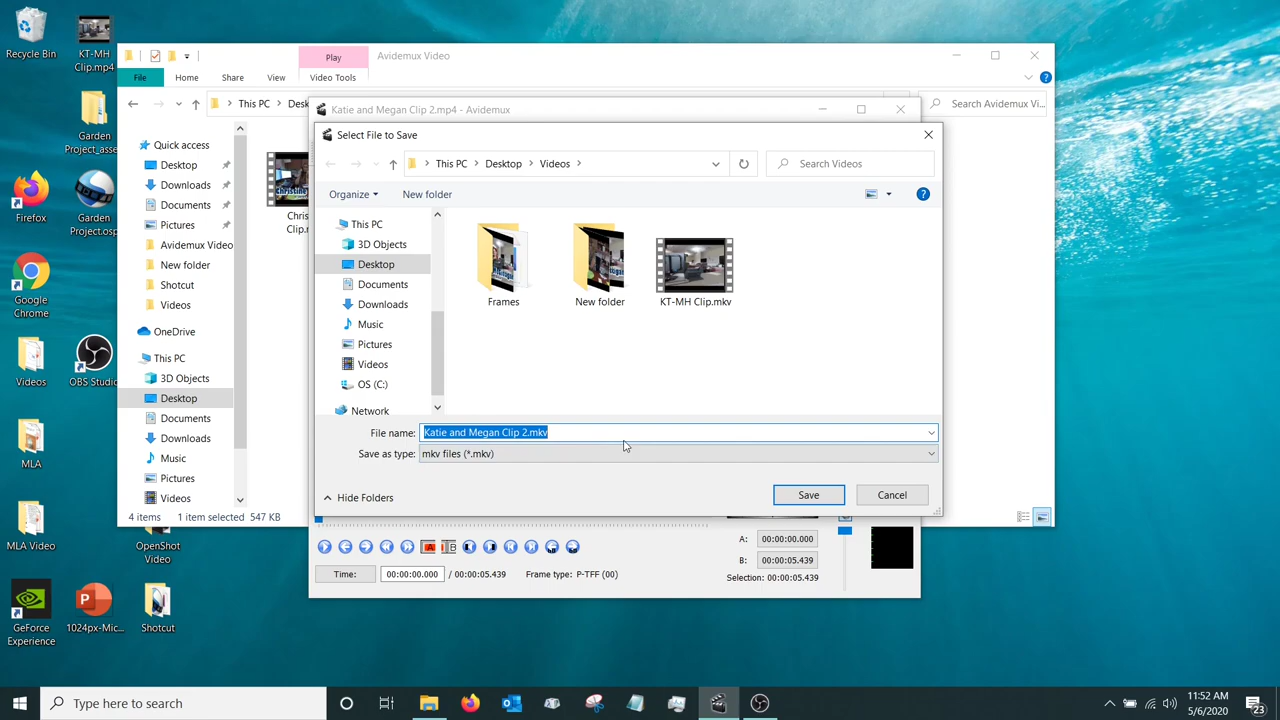 Recycle Bin
KT-MH
Clip.mp4
Garden
Project_asse
Firefox
Garden
Project.osp
Google
Chrome
Videos
OBS Studio
MLA
MLA Video
OpenShot
Video
GeForce
Experience
1024px-Mic...
Shotcut
Play
Avidemux Video
File
Home
Share
View
Video Tools
This PC
Desk
Search Avidemux Vi...
Quick access
Desktop
Downloads
Documents
Pictures
Avidemux Video
New folder
Shotcut
Videos
OneDrive
This PC
3D Objects
Desktop
Documents
Downloads
Music
Pictures
Videos
4 items
1 item selected 547 KB
Chris
Clip.
Katie and Megan Clip 2.mp4 - Avidemux
Select File to Save
This PC
Desktop
Videos
Search Videos
Organize
New folder
This PC
3D Objects
Desktop
Documents
Downloads
Music
Pictures
Videos
OS (C:)
Network
Frames
New folder
KT-MH Clip.mkv
File name:
Katie and Megan Clip 2.mkv
Save as type:
mkv files (*.mkv)
Hide Folders
Save
Cancel
A
B
A:
00:00:00.000
B:
00:00:05.439
Time:
00:00:00.000
/ 00:00:05.439
Frame type: P-TFF (00)
Selection: 00:00:05.439
Type here to search
11:52 AM
5/6/2020
23